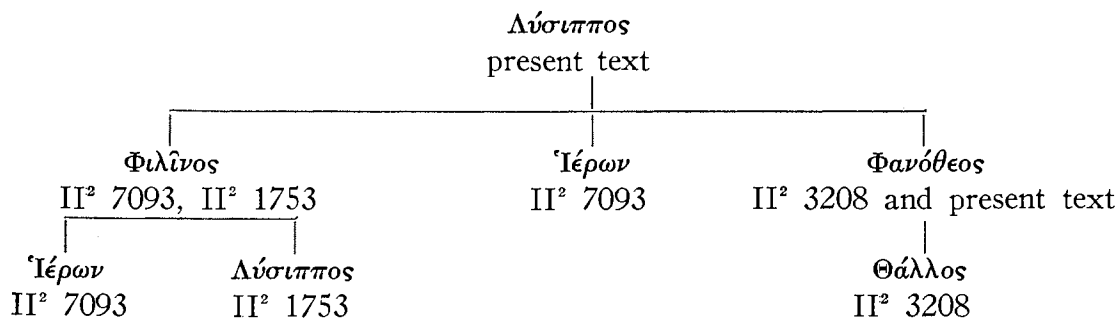 Λύσιππος
present text
Φιλῖνος Ἱέρων Φανόθεος
II² 7093, II² 1753 II² 7093 II² 3208 and present text
Ἱέρων Λύσιππος Θάλλος
II² 7093 II² 1753 II² 3208